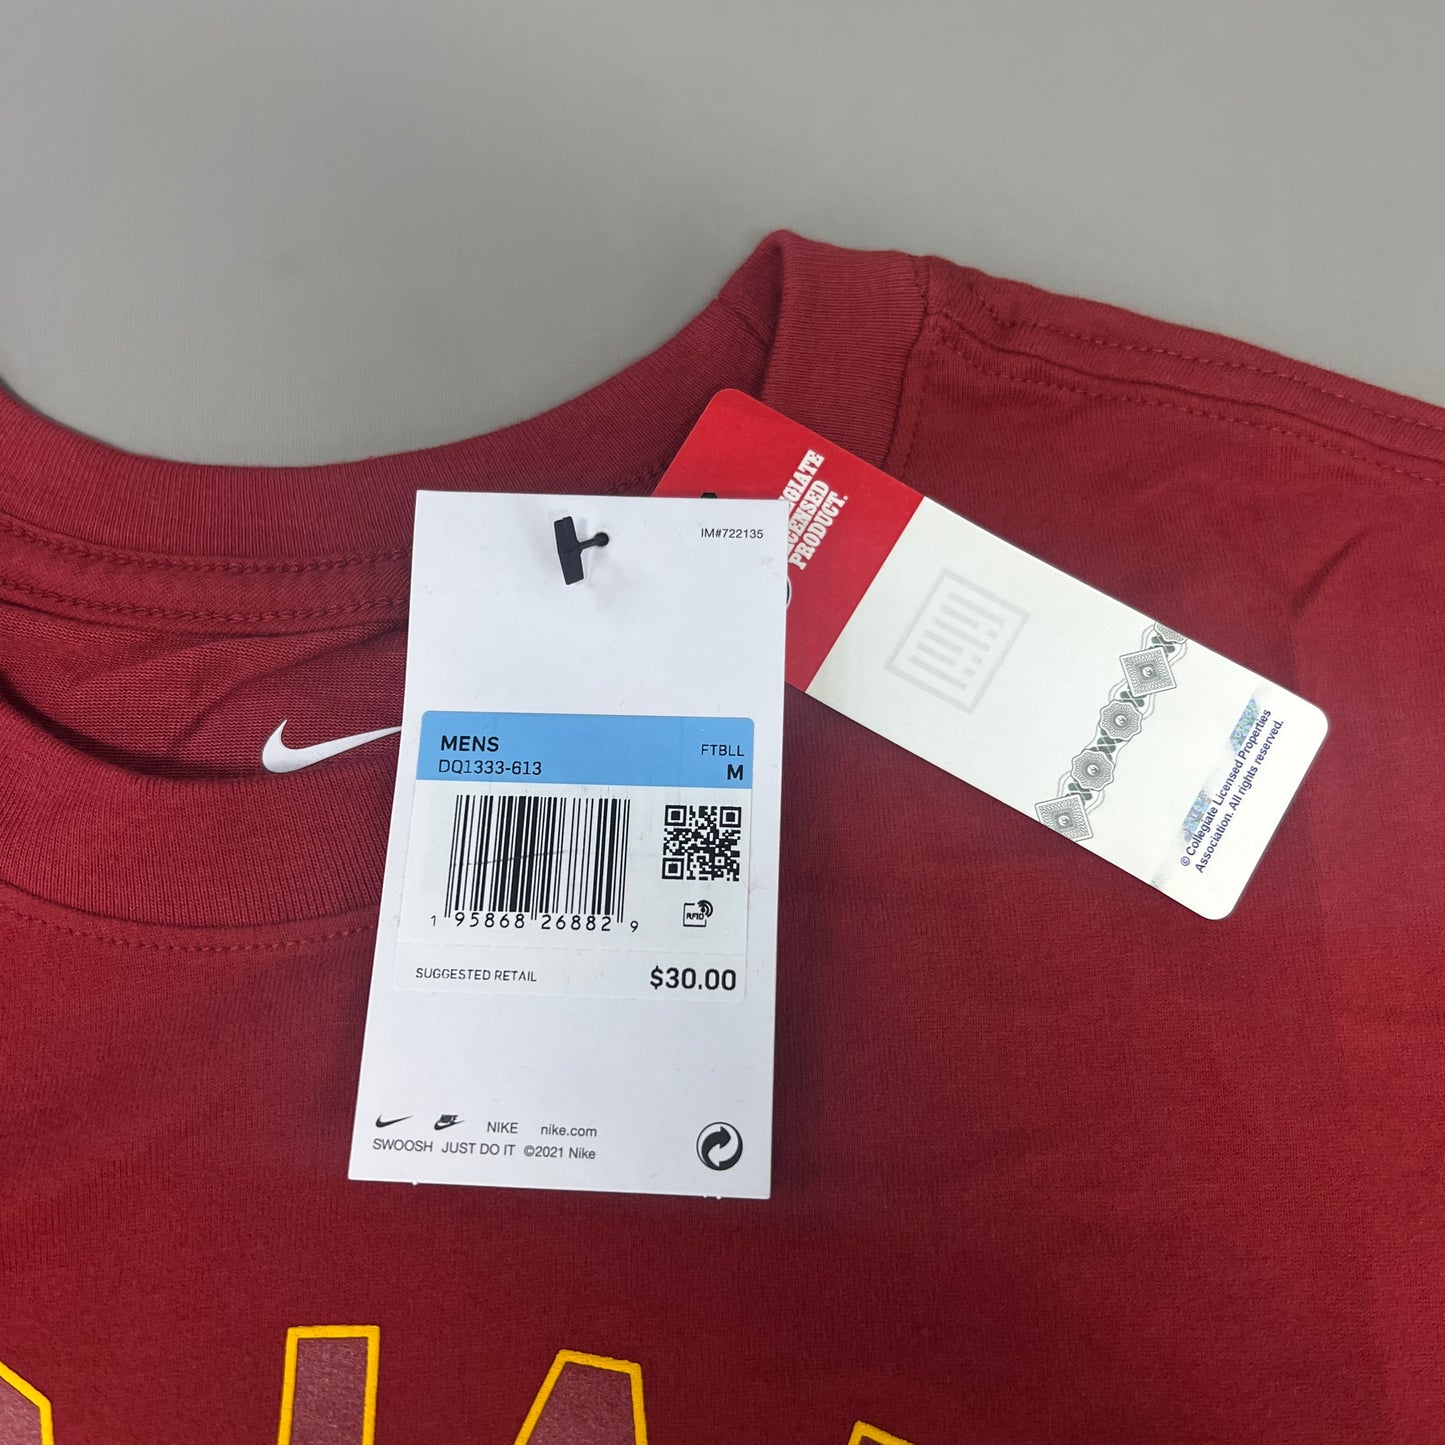 IM#722135
LICENSED
PRODUCT.
MENS
FTBLL
DQ1333-613
M
1 95868 26882 9
RFID
SUGGESTED RETAIL
$30.00
NIKE
NIKE nike.com
SWOOSH JUST DO IT ©2021 Nike
© Collegiate Licensed Properties
Association. All rights reserved.